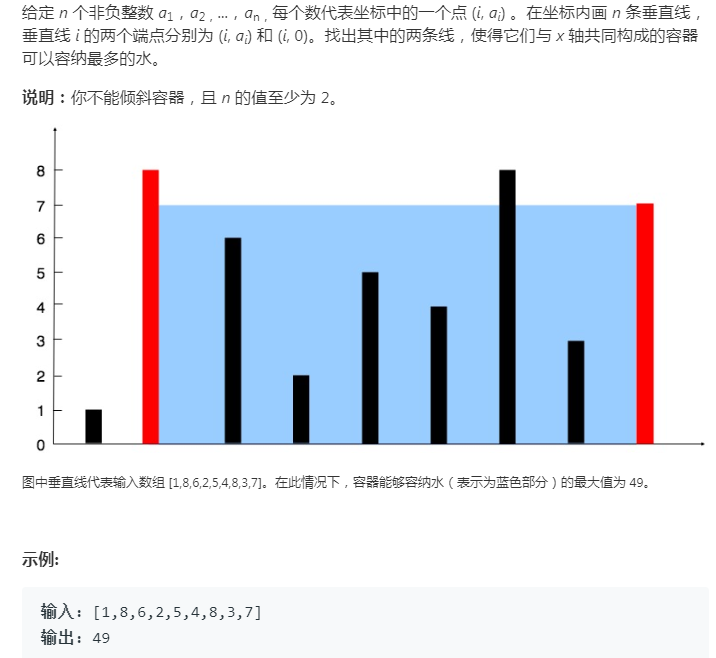 给定 n 个非负整数 a1，a2，...，an，每个数代表坐标中的一个点 (i, ai) 。在坐标内画 n 条垂直线，
垂直线 i 的两个端点分别为 (i, ai) 和 (i, 0)。找出其中的两条线，使得它们与 x 轴共同构成的容器
可以容纳最多的水。
说明：你不能倾斜容器，且 n 的值至少为 2。
8
7
6
5
4
3
2
1
0
图中垂直线代表输入数组 [1,8,6,2,5,4,8,3,7]。在此情况下，容器能够容纳水（表示为蓝色部分）的最大值为 49。
示例:
输入: [1,8,6,2,5,4,8,3,7]
输出: 49